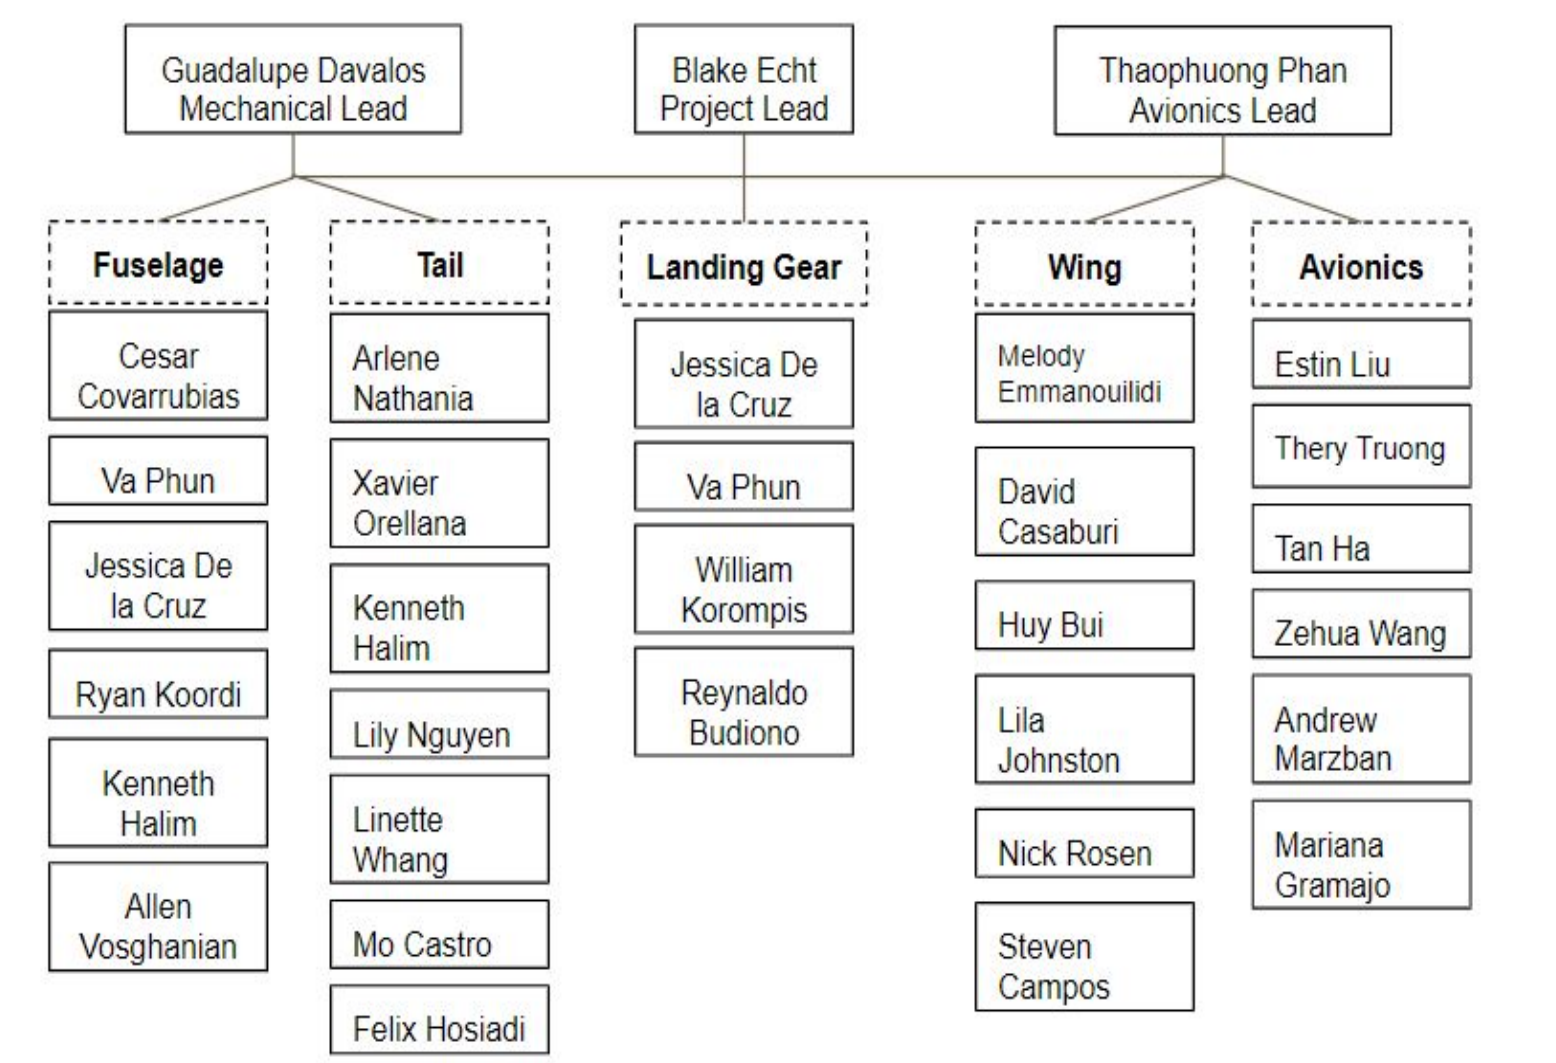 Guadalupe Davalos
Mechanical Lead
Blake Echt
Project Lead
Thaophuong Phan
Avionics Lead
Fuselage
Cesar
Covarrubias
Va Phun
Jessica De
la Cruz
Ryan Koordi
Kenneth
Halim
Allen
Vosghanian
Tail
Arlene
Nathania
Xavier
Orellana
Kenneth
Halim
Lily Nguyen
Linette
Whang
Mo Castro
Felix Hosiadi
Landing Gear
Jessica De
la Cruz
Va Phun
William
Korompis
Reynaldo
Budiono
Wing
Melody
Emmanouilidi
David
Casaburi
Huy Bui
Lila
Johnston
Nick Rosen
Steven
Campos
Avionics
Estin Liu
Thery Truong
Tan Ha
Zehua Wang
Andrew
Marzban
Mariana
Gramajo